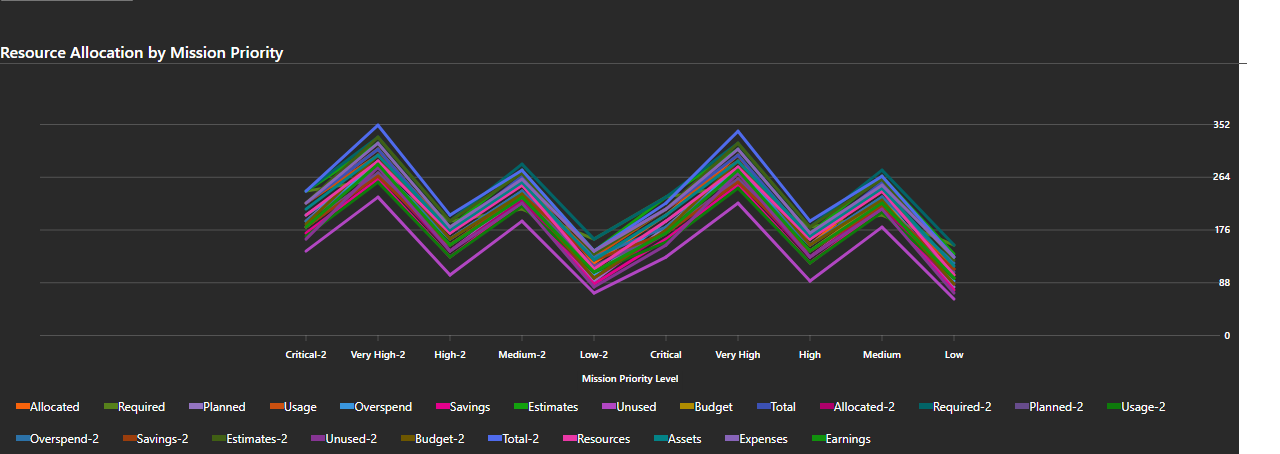 Resource Allocation by Mission Priority
352
264
176
88
0
Critical-2 Very High-2 High-2 Medium-2 Low-2 Critical Very High High Medium Low
Mission Priority Level
Allocated Required Planned Usage Overspend Savings Estimates Unused Budget Total Allocated-2 Required-2 Planned-2 Usage-2
Overspend-2 Savings-2 Estimates-2 Unused-2 Budget-2 Total-2 Resources Assets Expenses Earnings